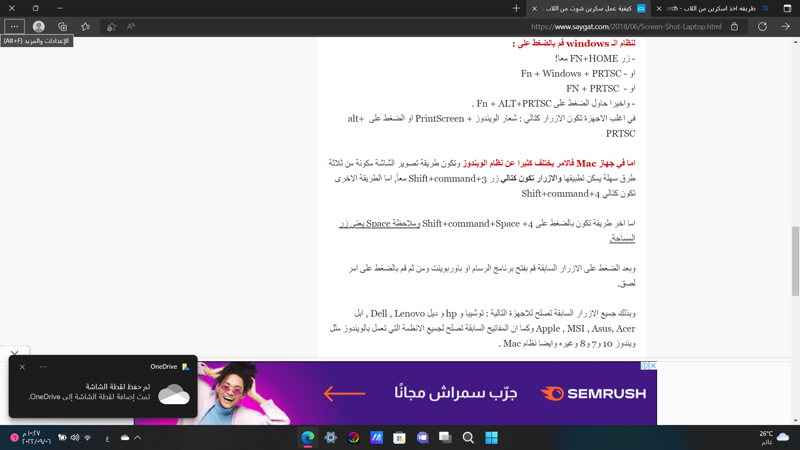 طريقه اخذ اسكرين من اللاب - rch
كيفية عمل سكرين شوت من اللاب
https://www.saygat.com/2018/06/Screen-Shot-Laptop.html
الإعدادات والمزيد (Alt+F)
لنظام الـ windows قم بالضغط على :
- زر FN+HOME معا!
او - Fn + Windows + PRTSC
او - FN + PRTSC
- واخيرا حاول الضغط على Fn + ALT+PRTSC .
في اغلب الاجهزة تكون الازرار كتالي : شعار الويندوز + PrintScreen او الضغط على alt+
PRTSC
اما في جهاز Mac فالامر يختلف كثيرا عن نظام الويندوز وتكون طريقة تصوير الشاشة مكونة من ثلاثة
طرق سهلة يمكن تطبيقها والازرار تكون كتالي زر Shift+command+3 معاً, اما الطريقة الاخرى
تكون كتالي Shift+command+4
اما اخر طريقة تكون بالضغط على Shift+command+Space +4 وملاحظة Space يعني زر
المساحة.
وبعد الضغط على الازرار السابقة قم بفتح برنامج الرسام او باوربوينت ومن ثم قم بالضغط على امر
لصق.
وبذلك جميع الازرار السابقة تصلح للاجهزة التالية : توشيبا و hp و ديل Dell , Lenovo , ابل
Apple , MSI , Asus, Acer وكما ان المفاتيح السابقة تصلح لجميع الانظمة التي تعمل بالويندوز مثل
ويندوز 10 و7 و8 وغيره وايضا نظام Mac .
OneDrive
تم حفظ لقطة الشاشة
تمت إضافة لقطة الشاشة إلى OneDrive.
جرّب سمراش مجانًا
SEMRUSH
26°C
غائم
ع
١٠:٢٧ م
٢٠٢٢/٠٩/٠٦